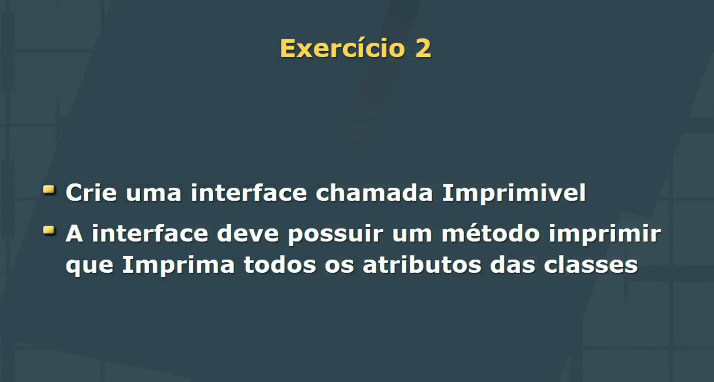 Exercício 2
Crie uma interface chamada Imprimivel
A interface deve possuir um método imprimir
que Imprima todos os atributos das classes